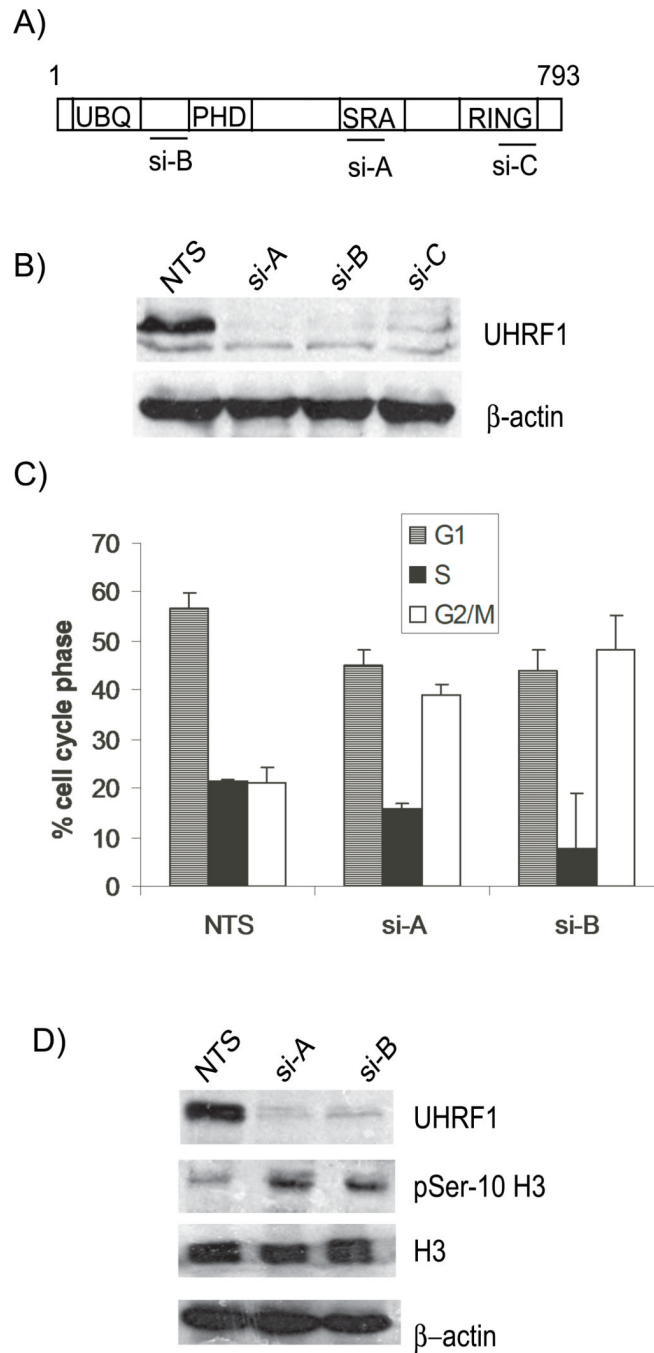 A)
1 793
UBQ PHD SRA RING
si-B si-A si-C
B)
NTS si-A si-B si-C
UHRF1
β-actin
C)
G1
S
G2/M
70
60
50
40
30
20
10
0
% cell cycle phase
NTS si-A si-B
D)
NTS si-A si-B
UHRF1
pSer-10 H3
H3
β–actin